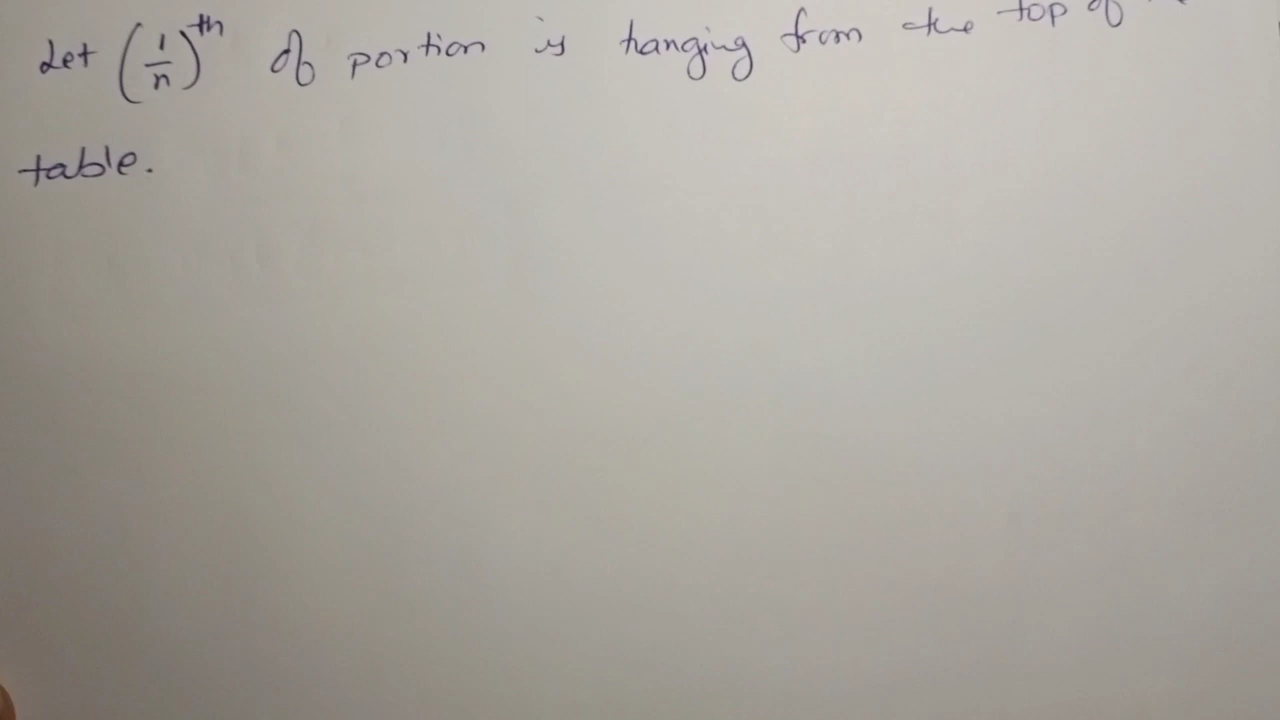 Let (1/n)th of portion is hanging from the top of
table.